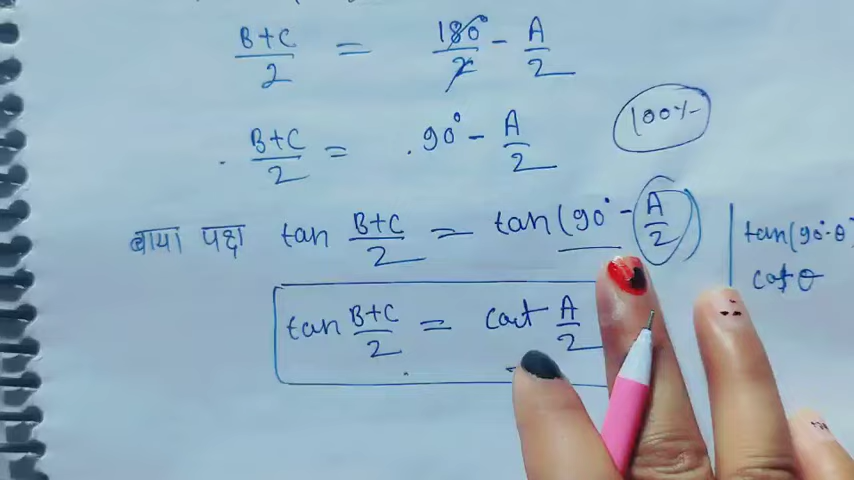 B+C/2 = 180°/2 - A/2
. B+C/2 = .90° - A/2
100%
बाया पक्ष tan B+C/2 = tan(90° - A/2)
tan(90°-θ)
cot θ
tan B+C/2 = cot A/2